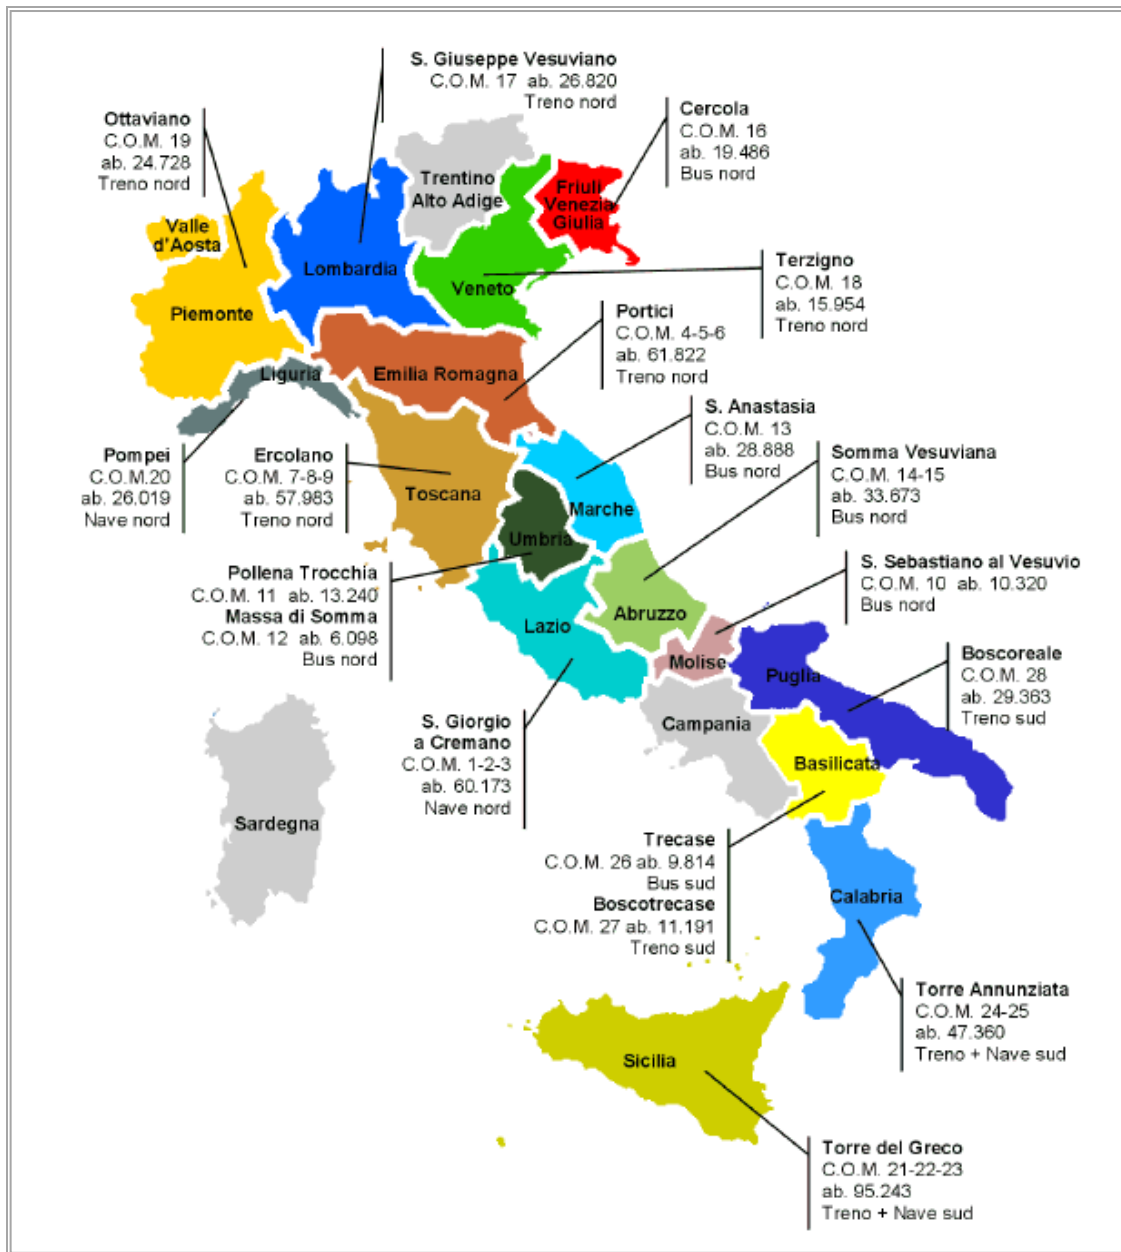 S. Giuseppe Vesuviano
C.O.M. 17 ab. 26.820
Treno nord
Ottaviano
C.O.M. 19
ab. 24.728
Treno nord
Cercola
C.O.M. 16
ab. 19.486
Bus nord
Trentino
Alto Adige
Friuli
Venezia
Giulia
Valle
d'Aosta
Lombardia
Veneto
Piemonte
Terzigno
C.O.M. 18
ab. 15.954
Treno nord
Portici
C.O.M. 4-5-6
ab. 61.822
Treno nord
Liguria
Emilia Romagna
S. Anastasia
C.O.M. 13
ab. 28.888
Bus nord
Pompei
C.O.M.20
ab. 26.019
Nave nord
Ercolano
C.O.M. 7-8-9
ab. 57.983
Treno nord
Toscana
Marche
Umbria
Somma Vesuviana
C.O.M. 14-15
ab. 33.673
Bus nord
Pollena Trocchia
C.O.M. 11 ab. 13.240
Massa di Somma
C.O.M. 12 ab. 6.098
Bus nord
Lazio
Abruzzo
S. Sebastiano al Vesuvio
C.O.M. 10 ab. 10.320
Bus nord
Molise
Puglia
Boscoreale
C.O.M. 28
ab. 29.363
Treno sud
S. Giorgio
a Cremano
C.O.M. 1-2-3
ab. 60.173
Nave nord
Campania
Basilicata
Sardegna
Trecase
C.O.M. 26 ab. 9.814
Bus sud
Boscotrecase
C.O.M. 27 ab. 11.191
Treno sud
Calabria
Torre Annunziata
C.O.M. 24-25
ab. 47.360
Treno + Nave sud
Sicilia
Torre del Greco
C.O.M. 21-22-23
ab. 95.243
Treno + Nave sud